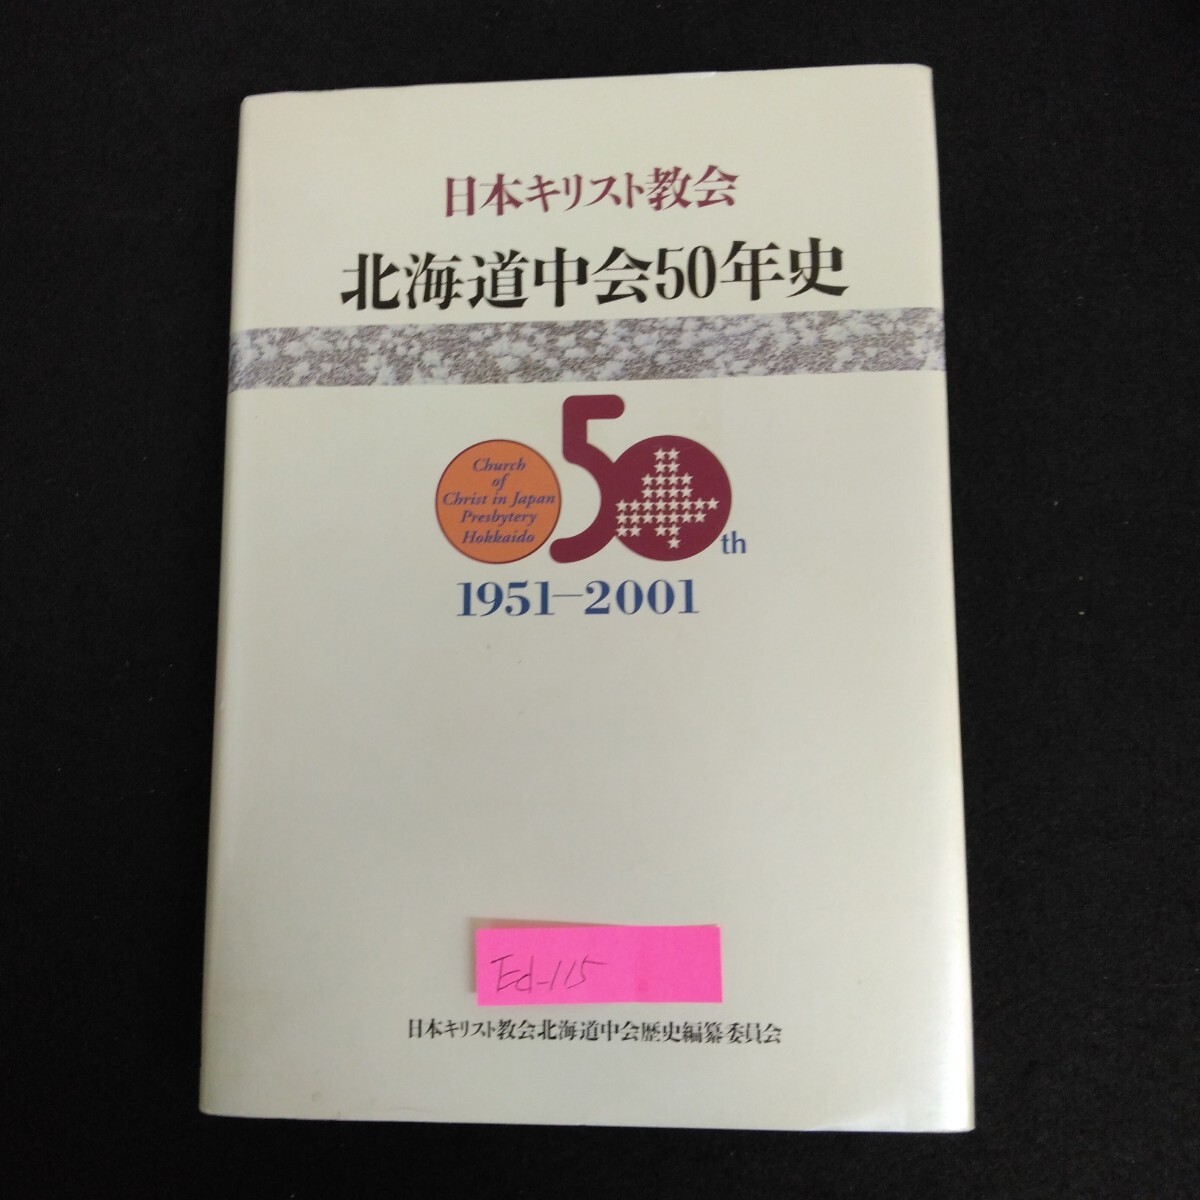 日本キリスト教会
北海道中会50年史
Church
of
Christ in Japan
Presbytery
Hokkaido
50th
1951–2001
Ed-115
日本キリスト教会北海道中会歴史編纂委員会